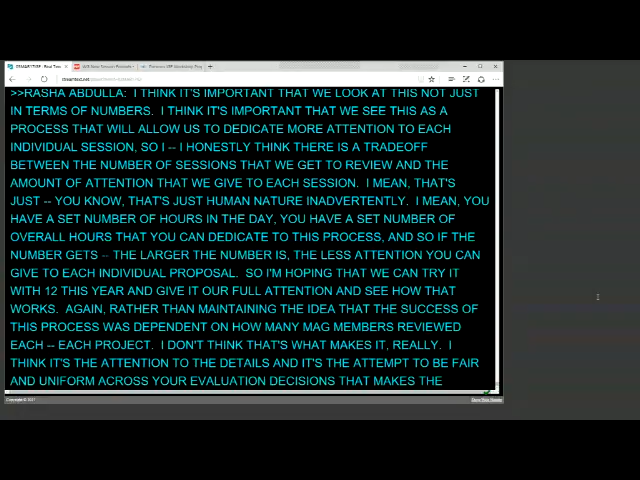 >>RASHA ABDULLA:  I THINK IT'S IMPORTANT THAT WE LOOK AT THIS NOT JUST
IN TERMS OF NUMBERS.  I THINK IT'S IMPORTANT THAT WE SEE THIS AS A
PROCESS THAT WILL ALLOW US TO DEDICATE MORE ATTENTION TO EACH
INDIVIDUAL SESSION, SO I -- I HONESTLY THINK THERE IS A TRADEOFF
BETWEEN THE NUMBER OF SESSIONS THAT WE GET TO REVIEW AND THE
AMOUNT OF ATTENTION THAT WE GIVE TO EACH SESSION.  I MEAN, THAT'S
JUST -- YOU KNOW, THAT'S JUST HUMAN NATURE INADVERTENTLY.  I MEAN, YOU
HAVE A SET NUMBER OF HOURS IN THE DAY, YOU HAVE A SET NUMBER OF
OVERALL HOURS THAT YOU CAN DEDICATE TO THIS PROCESS, AND SO IF THE
NUMBER GETS -- THE LARGER THE NUMBER IS, THE LESS ATTENTION YOU CAN
GIVE TO EACH INDIVIDUAL PROPOSAL.  SO I'M HOPING THAT WE CAN TRY IT
WITH 12 THIS YEAR AND GIVE IT OUR FULL ATTENTION AND SEE HOW THAT
WORKS.  AGAIN, RATHER THAN MAINTAINING THE IDEA THAT THE SUCCESS OF
THIS PROCESS WAS DEPENDENT ON HOW MANY MAG MEMBERS REVIEWED
EACH -- EACH PROJECT.  I DON'T THINK THAT'S WHAT MAKES IT, REALLY.  I
THINK IT'S THE ATTENTION TO THE DETAILS AND IT'S THE ATTEMPT TO BE FAIR
AND UNIFORM ACROSS YOUR EVALUATION DECISIONS THAT MAKES THE